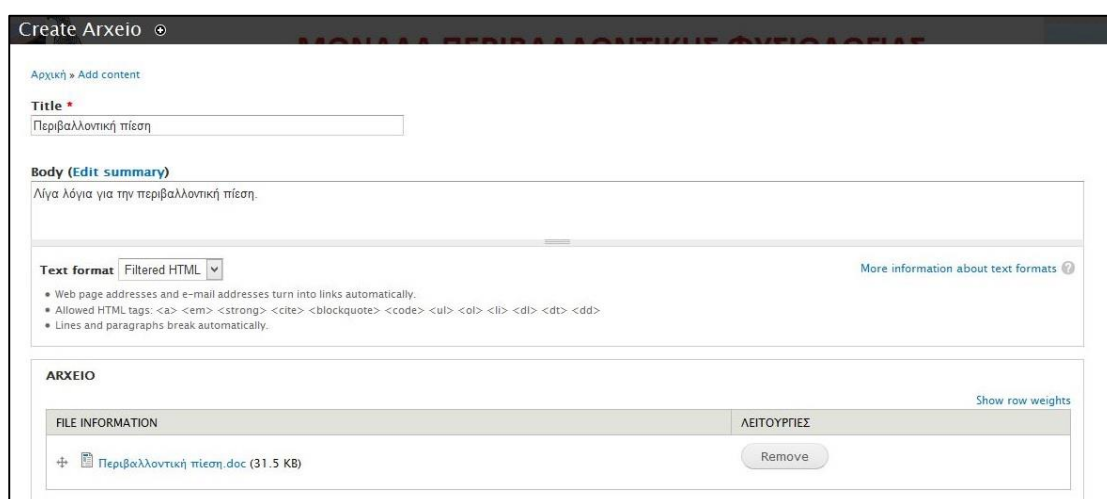 Create Arxeio
ΜΟΝΑΔΑ ΠΕΡΙΒΑΛΛΟΝΤΙΚΗΣ ΦΥΣΙΟΛΟΓΙΑΣ
Αρχική » Add content
Title *
Περιβαλλοντική πίεση
Body (Edit summary)
Λίγα λόγια για την περιβαλλοντική πίεση.
Text format Filtered HTML More information about text formats ?
• Web page addresses and e-mail addresses turn into links automatically.
• Allowed HTML tags: <a> <em> <strong> <cite> <blockquote> <code> <ul> <ol> <li> <dl> <dt> <dd>
• Lines and paragraphs break automatically.
ARXEIO
Show row weights
FILE INFORMATION ΛΕΙΤΟΥΡΓΙΕΣ
Περιβαλλοντική πίεση.doc (31.5 KB) Remove